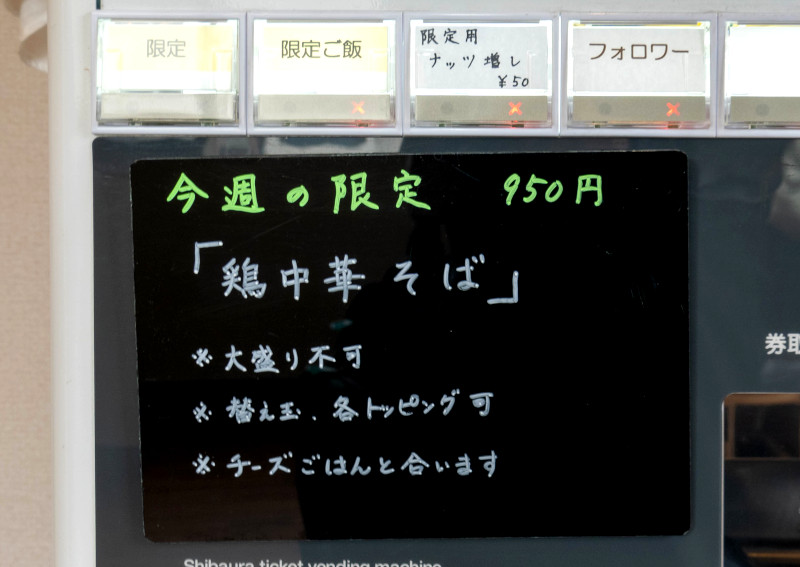 限定
限定ご飯
限定用
ナッツ増し
¥50
フォロワー
今週の限定 950円
「鶏中華そば」
※大盛り不可
※替え玉、各トッピング可
※チーズごはんと合います
券取
Shibaura ticket vending machine